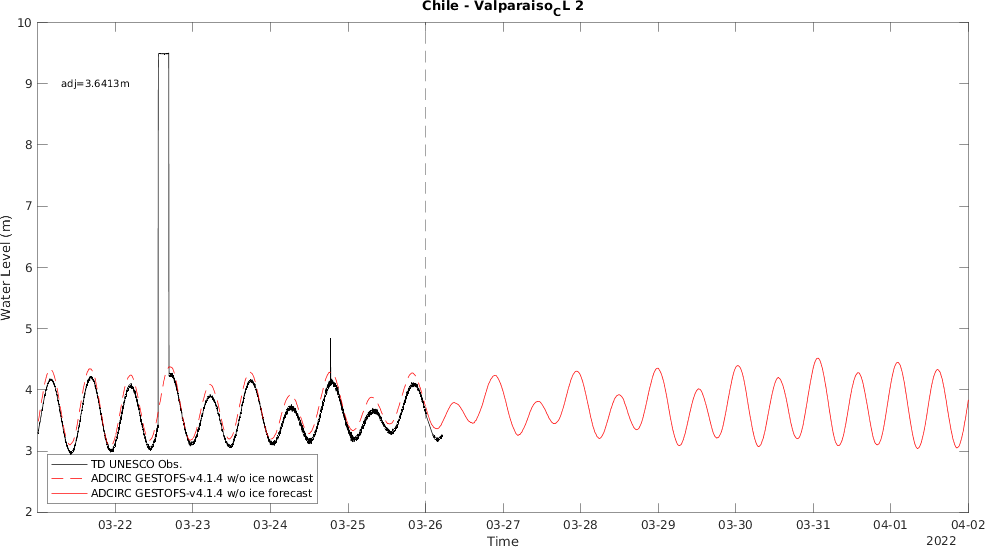 Chile - Valparaiso_CL 2
10
9
8
7
6
5
4
3
2
Water Level (m)
adj=3.6413m
TD UNESCO Obs.
ADCIRC GESTOFS-v4.1.4 w/o ice nowcast
ADCIRC GESTOFS-v4.1.4 w/o ice forecast
03-22 03-23 03-24 03-25 03-26 03-27 03-28 03-29 03-30 03-31 04-01 04-02
Time
2022